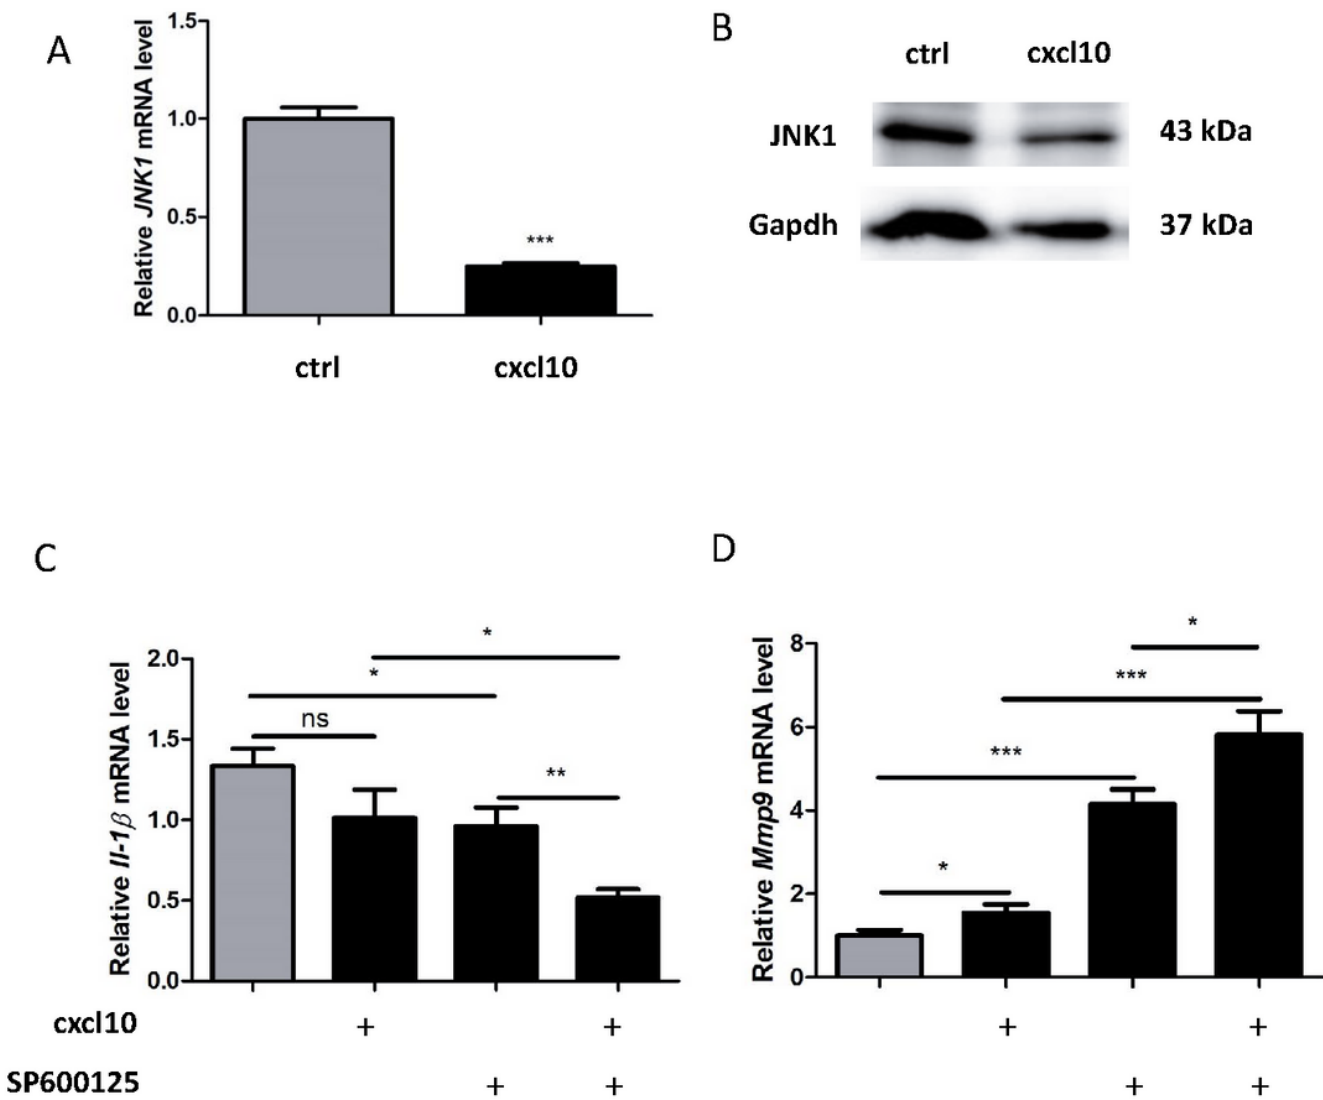 A
Relative JNK1 mRNA level
1.5
1.0
0.5
0.0
***
ctrl
cxcl10
B
ctrl
cxcl10
JNK1
43 kDa
Gapdh
37 kDa
C
Relative Il-1β mRNA level
2.0
1.5
1.0
0.5
0.0
*
*
ns
**
cxcl10
+
+
SP600125
+
+
D
Relative Mmp9 mRNA level
8
6
4
2
0
*
***
***
*
+
+
+
+